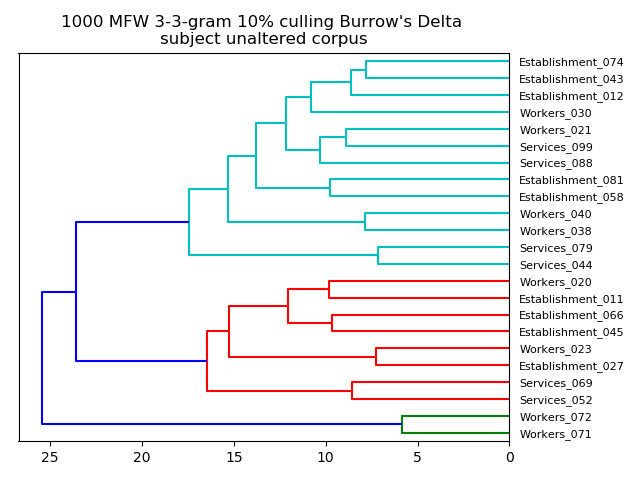 1000 MFW 3-3-gram 10% culling Burrow's Delta
subject unaltered corpus
Establishment_074
Establishment_043
Establishment_012
Workers_030
Workers_021
Services_099
Services_088
Establishment_081
Establishment_058
Workers_040
Workers_038
Services_079
Services_044
Workers_020
Establishment_011
Establishment_066
Establishment_045
Workers_023
Establishment_027
Services_069
Services_052
Workers_072
Workers_071
25 20 15 10 5 0